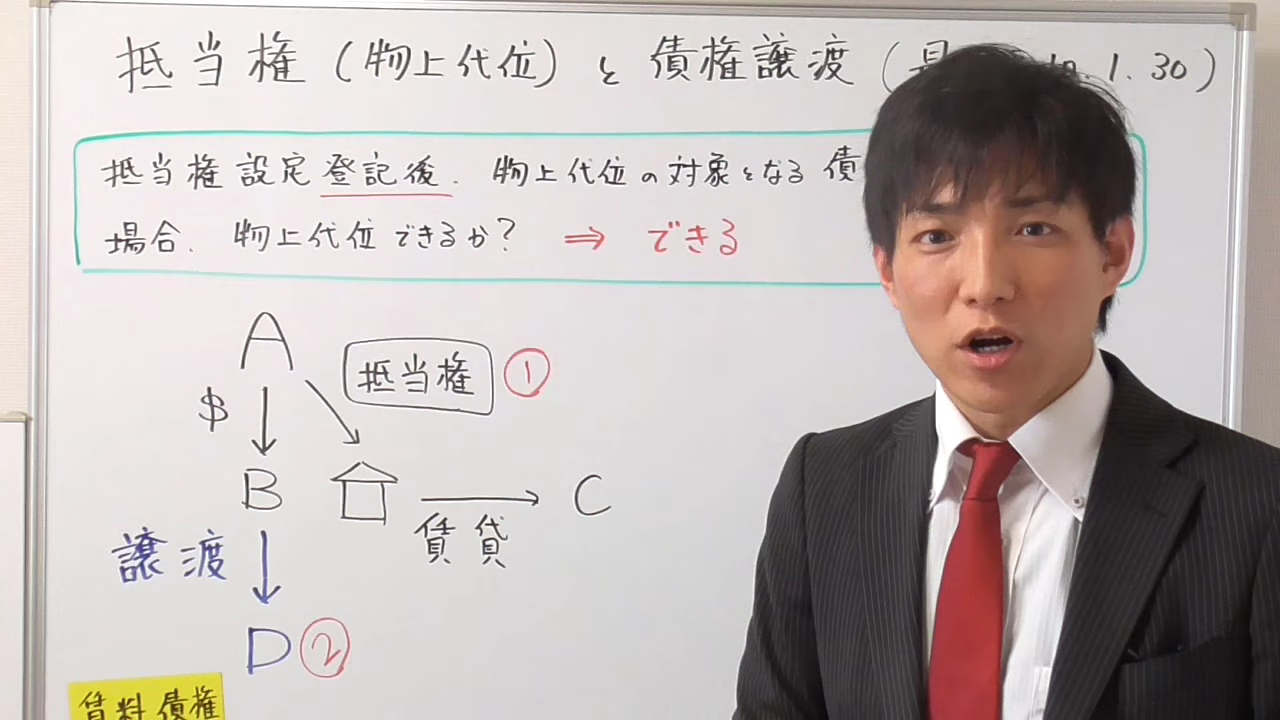 抵当権(物上代位)と債権譲渡(最 10.1.30)
抵当権設定登記後、物上代位の対象となる債
場合、物上代位できるか? ⇒ できる
A
抵当権 ①
$
B
C
賃貸
譲渡
D ②
賃料債権